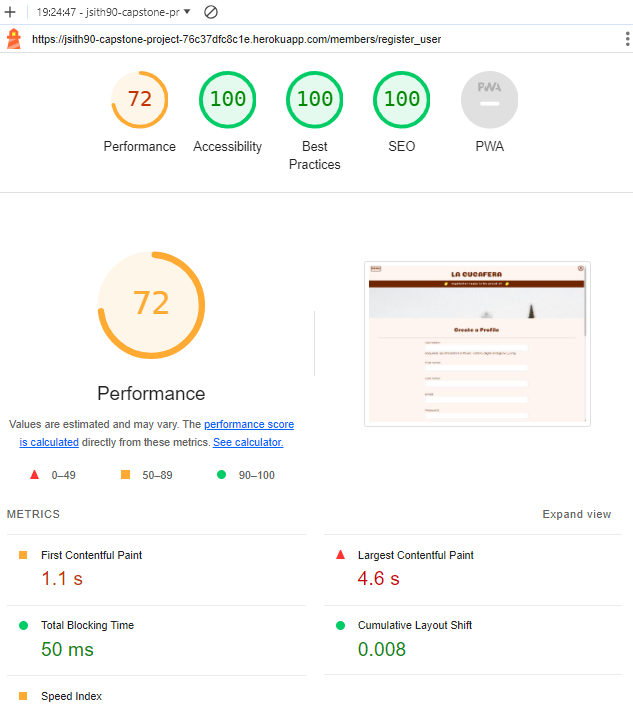 19:24:47 - jsith90-capstone-pr
https://jsith90-capstone-project-76c37dfc8c1e.herokuapp.com/members/register_user
72
100
100
100
PWA
Performance
Accessibility
Best
Practices
SEO
PWA
72
Performance
Values are estimated and may vary. The performance score
is calculated directly from these metrics. See calculator.
0–49
50–89
90–100
LA CUCAFERA
Create a Profile
METRICS
Expand view
First Contentful Paint
1.1 s
Largest Contentful Paint
4.6 s
Total Blocking Time
50 ms
Cumulative Layout Shift
0.008
Speed Index